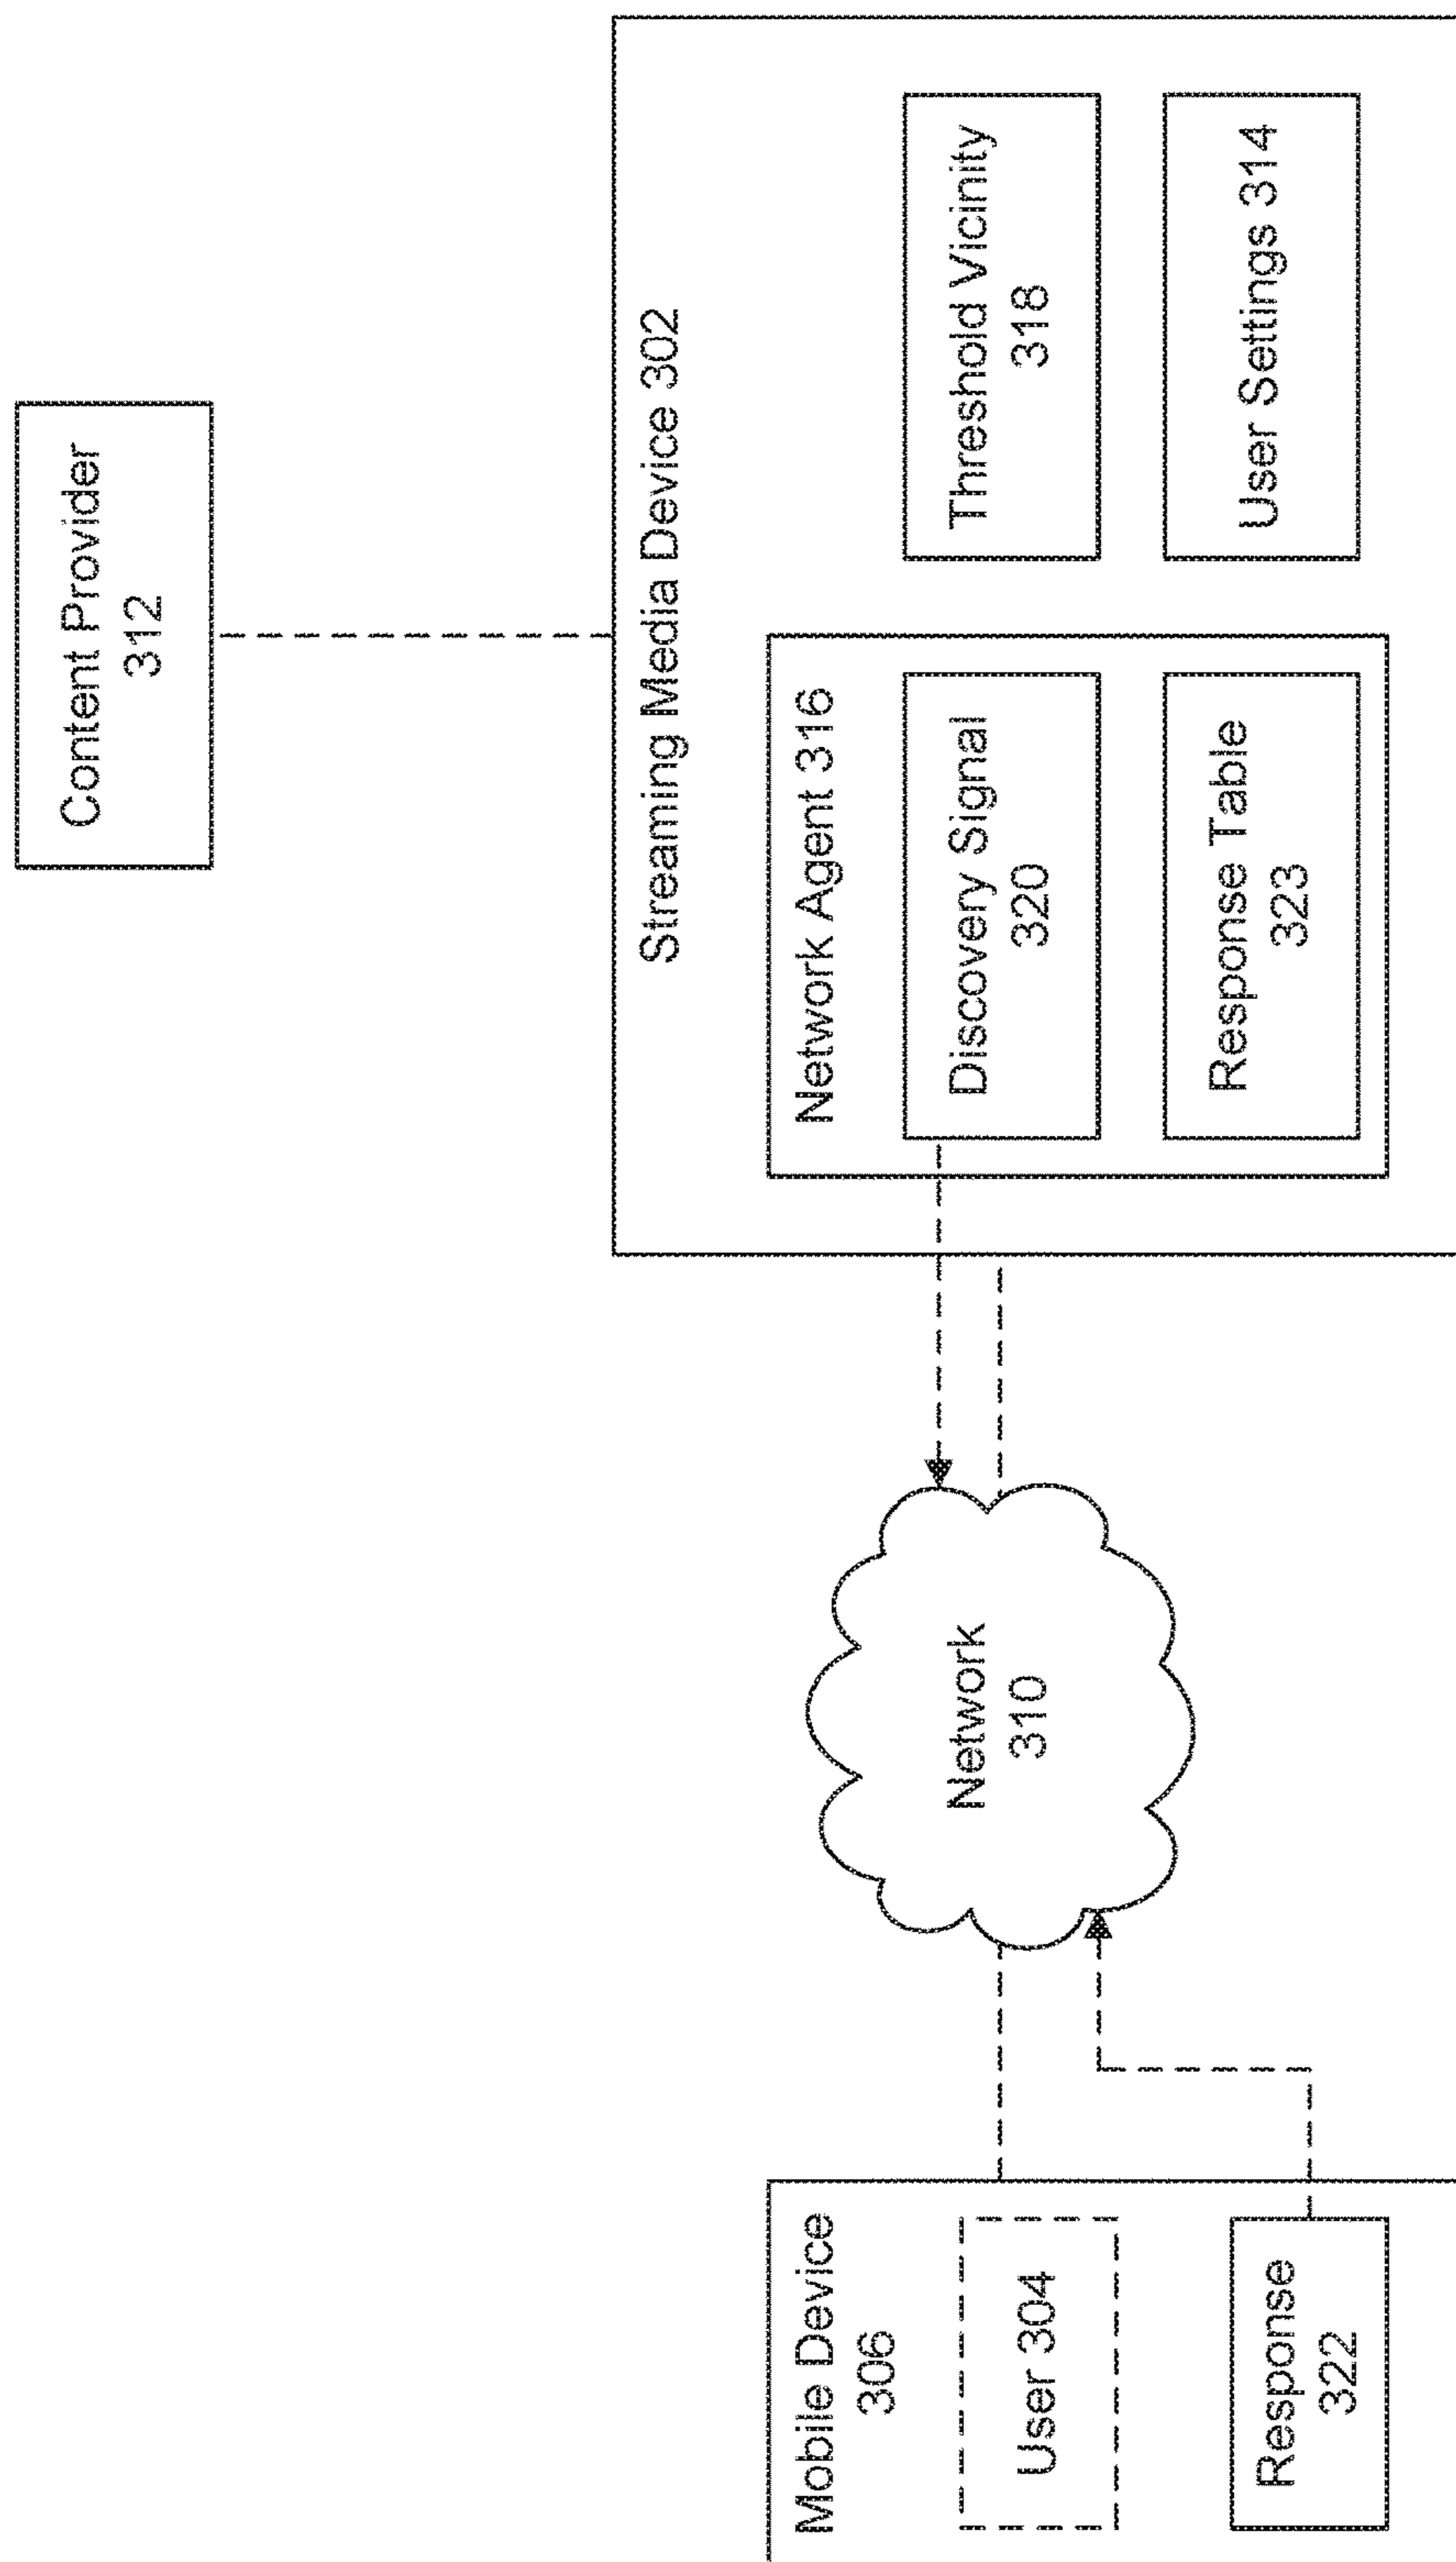 Content Provider
312
Streaming Media Device 302
Mobile Device
306
User 304
Response
322
Network
310
Network Agent 316
Discovery Signal
320
Response Table
323
Threshold Vicinity
318
User Settings 314